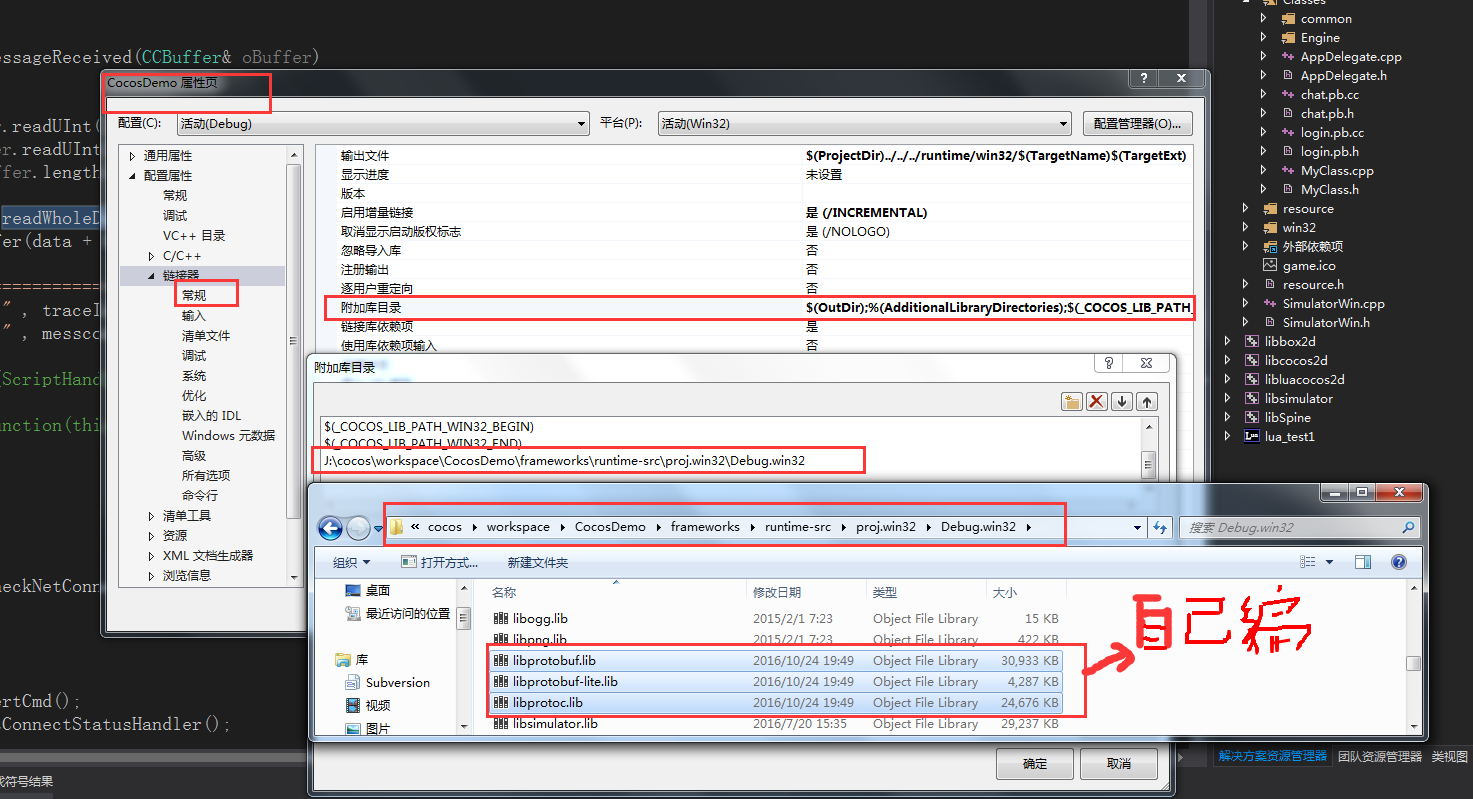 ssageReceived(CCBuffer& oBuffer)
r.readUInt(
er.readUInt
ffer.length
readWholeD
fer(data +
============
", traceI
", messco
(ScriptHand
unction(thi
eckNetConn
ertCmd();
ConnectStatusHandler();
找符号结果
CocosDemo 属性页
配置(C):
活动(Debug)
平台(P):
活动(Win32)
配置管理器(O)...
通用属性
配置属性
常规
调试
VC++ 目录
C/C++
链接器
常规
输入
清单文件
调试
系统
优化
嵌入的 IDL
Windows 元数据
高级
所有选项
命令行
清单工具
资源
XML 文档生成器
浏览信息
输出文件 $(ProjectDir)../../../runtime/win32/$(TargetName)$(TargetExt)
显示进度 未设置
版本
启用增量链接 是 (/INCREMENTAL)
取消显示启动版权标志 是 (/NOLOGO)
忽略导入库 否
注册输出 否
逐用户重定向 否
附加库目录 $(OutDir);%(AdditionalLibraryDirectories);$(_COCOS_LIB_PATH_
链接库依赖项 是
使用库依赖项输入 否
附加库目录
$(_COCOS_LIB_PATH_WIN32_BEGIN)
$(_COCOS_LIB_PATH_WIN32_END)
J:\cocos\workspace\CocosDemo\frameworks\runtime-src\proj.win32\Debug.win32
« cocos workspace CocosDemo frameworks runtime-src proj.win32 Debug.win32
搜索 Debug.win32
组织 打开方式... 新建文件夹
桌面
最近访问的位置
库
Subversion
视频
图片
名称 修改日期 类型 大小
libogg.lib 2015/2/1 7:23 Object File Library 15 KB
libpng.lib 2015/2/1 7:23 Object File Library 422 KB
libprotobuf.lib 2016/10/24 19:49 Object File Library 30,933 KB
libprotobuf-lite.lib 2016/10/24 19:49 Object File Library 4,287 KB
libprotoc.lib 2016/10/24 19:49 Object File Library 24,676 KB
libsimulator.lib 2016/7/20 15:35 Object File Library 29,237 KB
自己编
确定
取消
Classes
common
Engine
AppDelegate.cpp
AppDelegate.h
chat.pb.cc
chat.pb.h
login.pb.cc
login.pb.h
MyClass.cpp
MyClass.h
resource
win32
外部依赖项
game.ico
resource.h
SimulatorWin.cpp
SimulatorWin.h
libbox2d
libcocos2d
libluacocos2d
libsimulator
libSpine
lua_test1
解决方案资源管理器 团队资源管理器 类视图